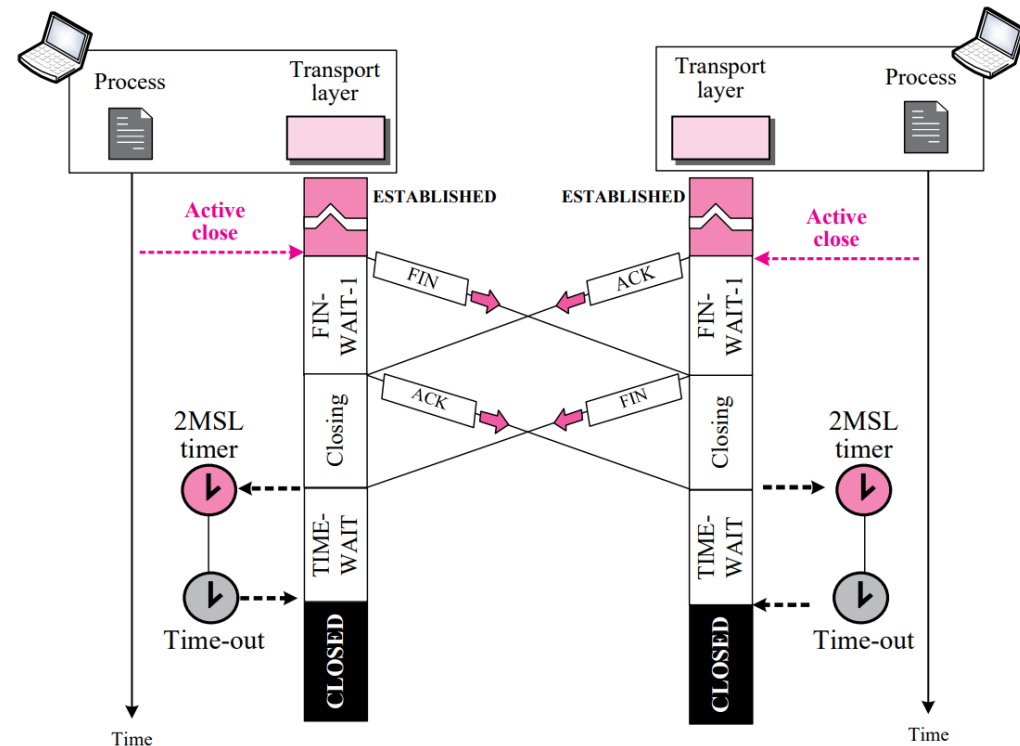 Process
Transport
layer
Transport
layer
Process
ESTABLISHED
ESTABLISHED
Active
close
Active
close
FIN
ACK
FIN-
WAIT-1
FIN-
WAIT-1
ACK
FIN
Closing
Closing
2MSL
timer
2MSL
timer
TIME-
WAIT
TIME-
WAIT
Time-out
Time-out
CLOSED
CLOSED
Time
Time